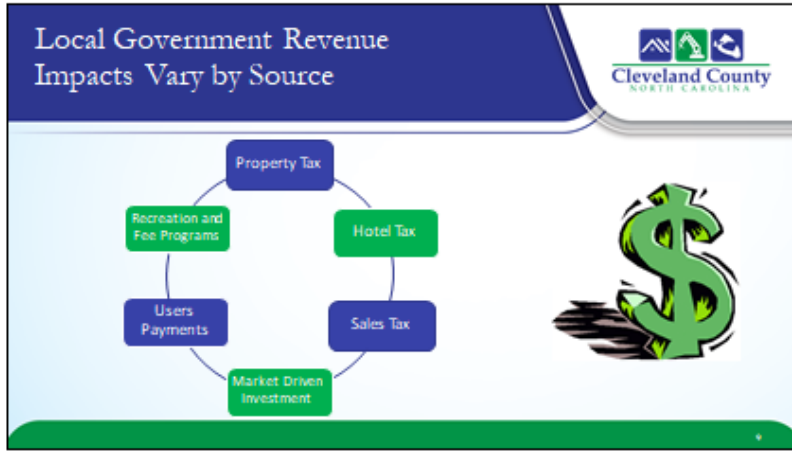 Local Government Revenue
Impacts Vary by Source
Cleveland County
NORTH CAROLINA
Property Tax
Hotel Tax
Sales Tax
Market Driven
Investment
Users
Payments
Recreation and
Fee Programs
9